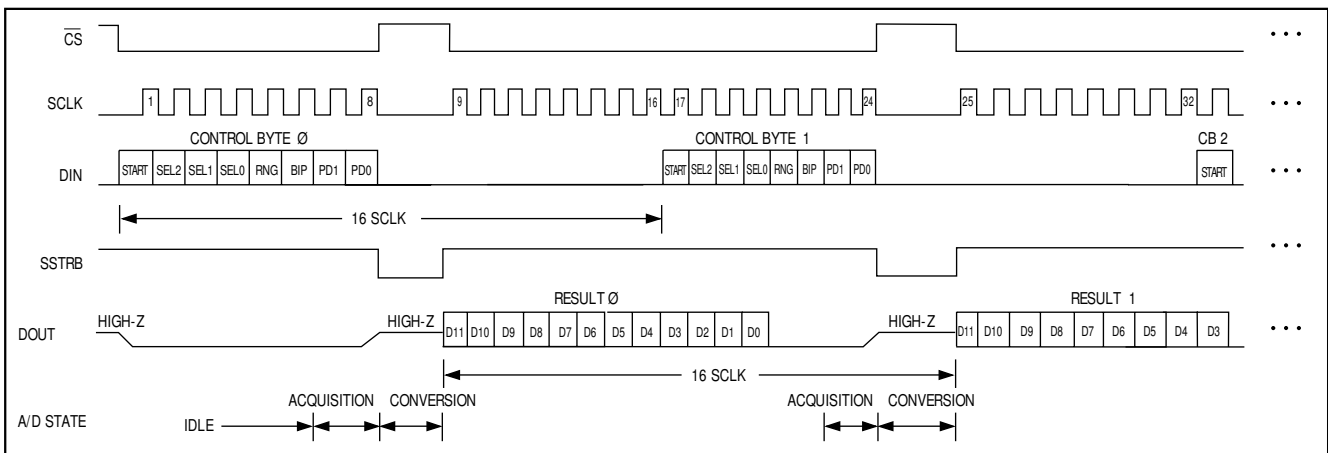 CS • • •
SCLK 1 8 9 16 17 24 25 32 • • •
CONTROL BYTE Ø CONTROL BYTE 1 CB 2
DIN START SEL2 SEL1 SEL0 RNG BIP PD1 PD0 START SEL2 SEL1 SEL0 RNG BIP PD1 PD0 START • • •
16 SCLK
SSTRB • • •
RESULT Ø RESULT 1
DOUT HIGH-Z HIGH-Z D11 D10 D9 D8 D7 D6 D5 D4 D3 D2 D1 D0 HIGH-Z D11 D10 D9 D8 D7 D6 D5 D4 D3 • • •
16 SCLK
ACQUISITION CONVERSION ACQUISITION CONVERSION
A/D STATE IDLE